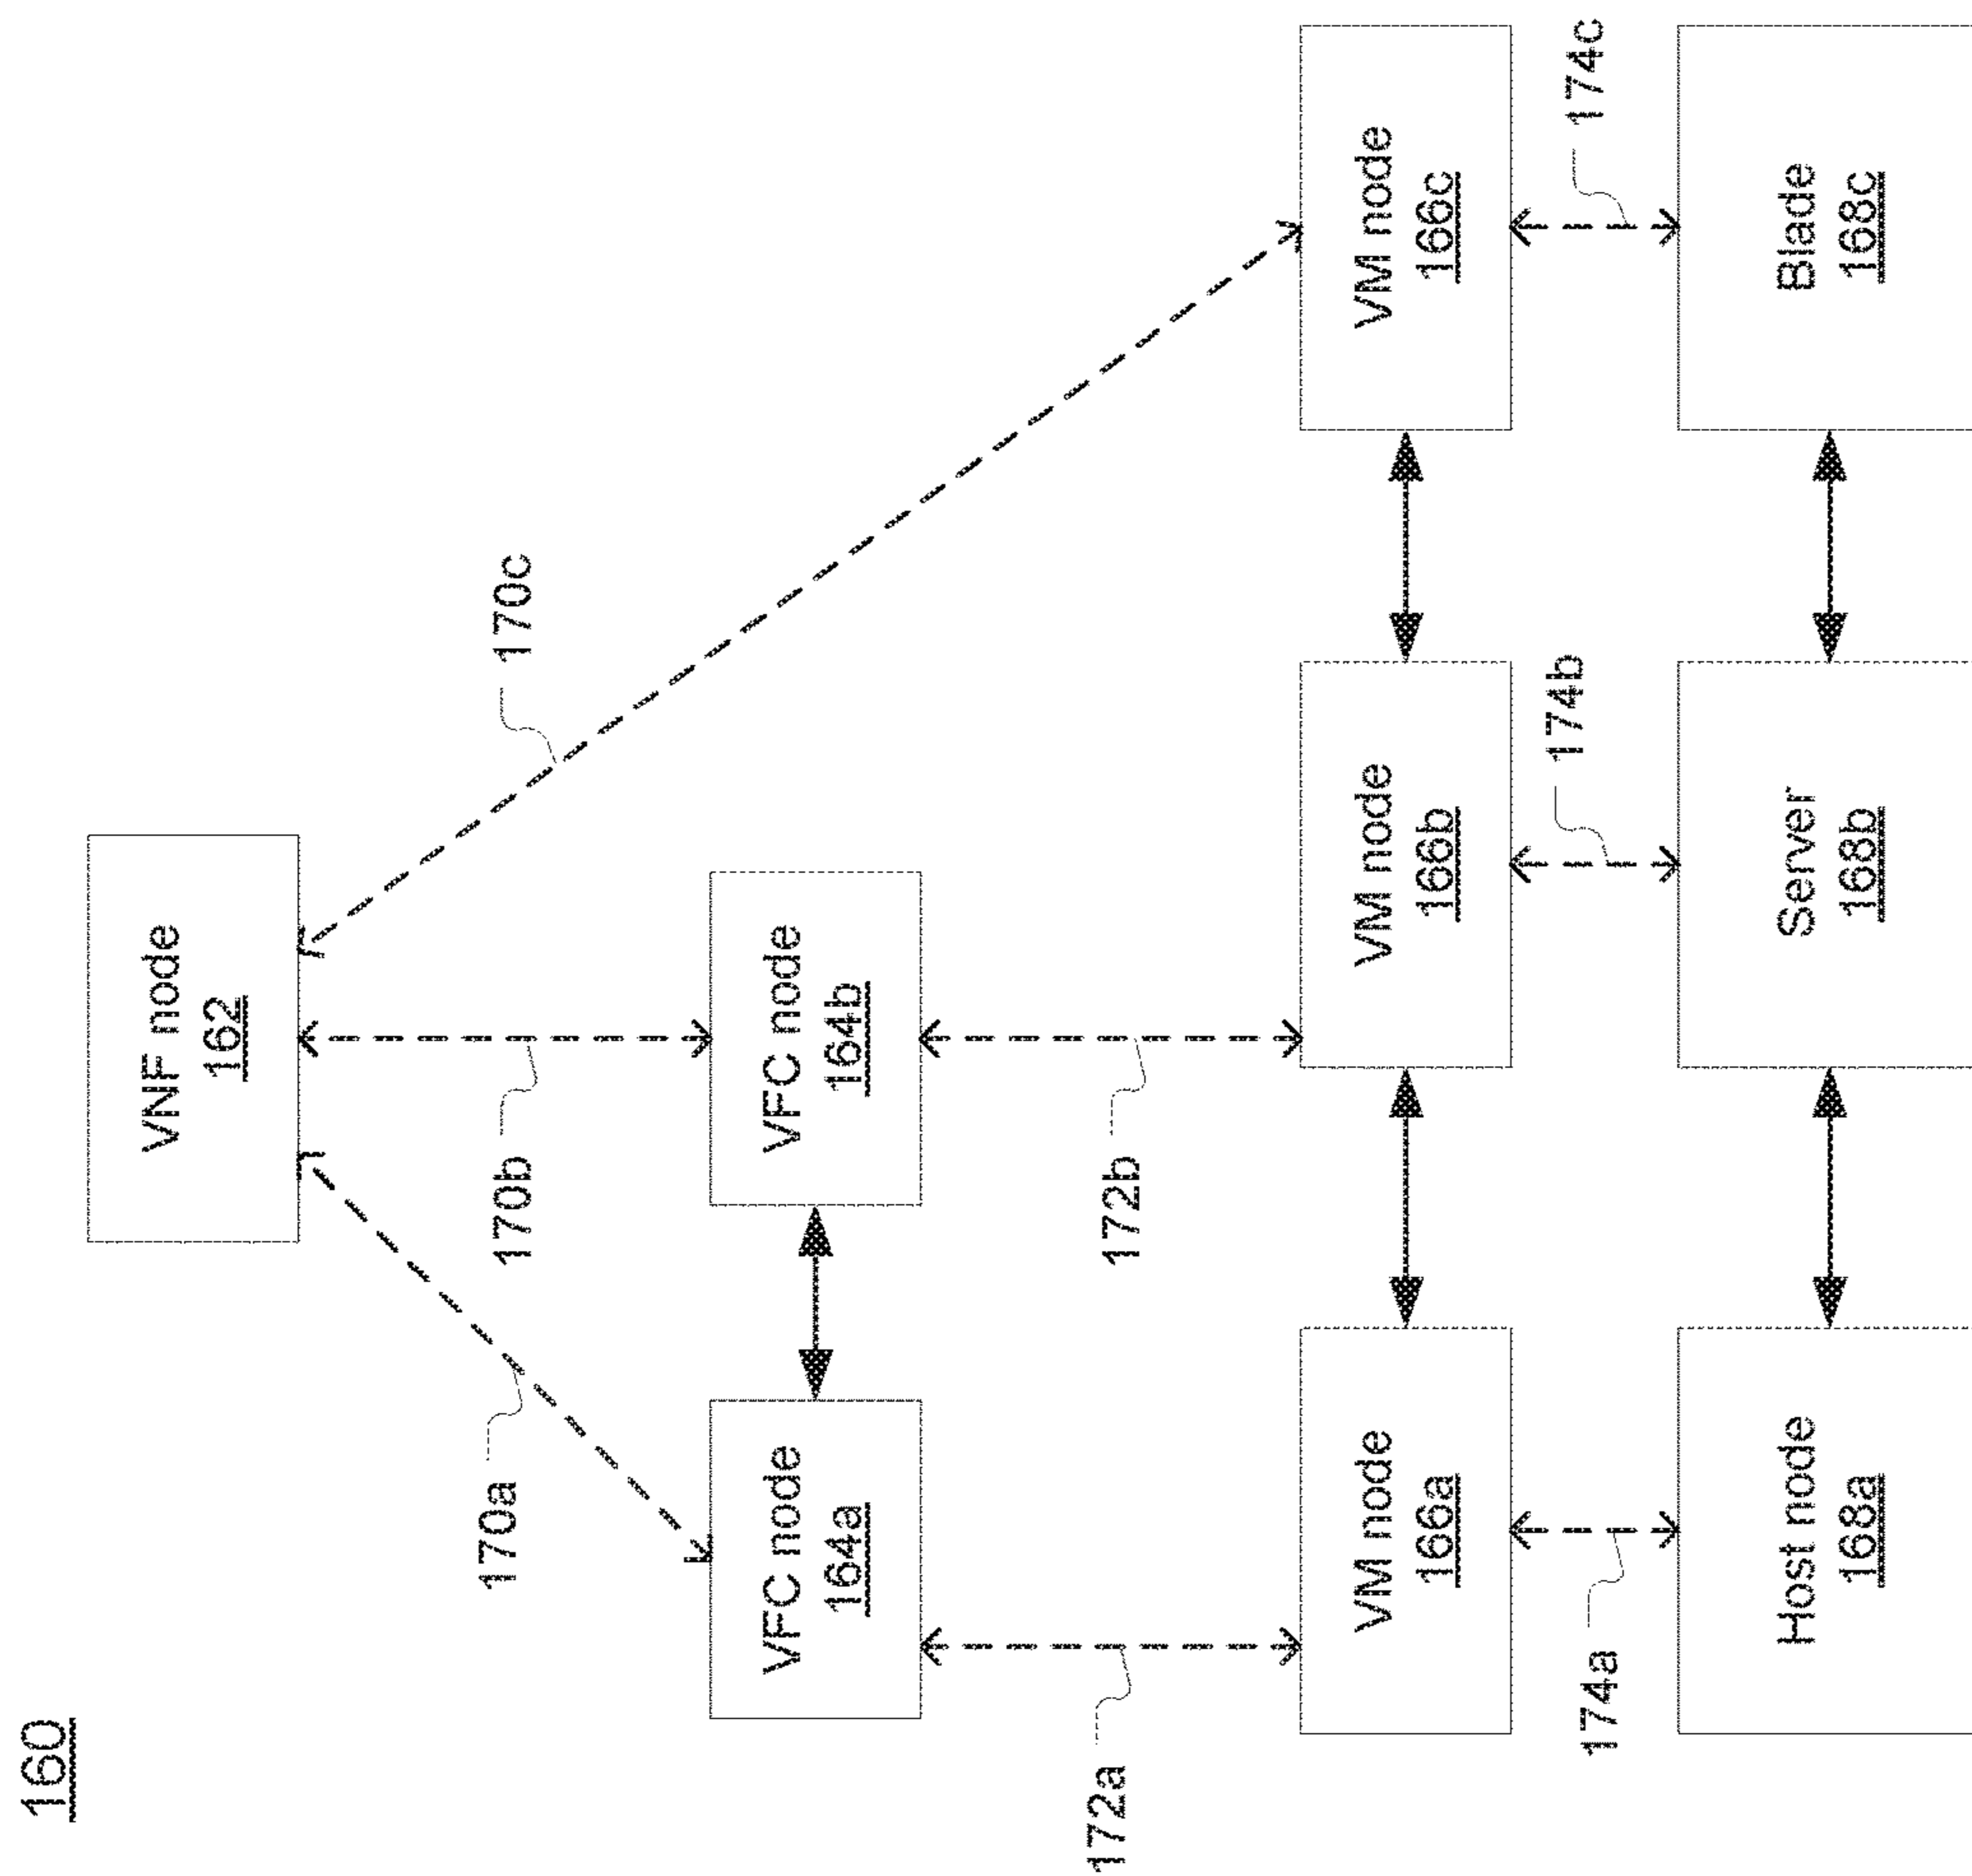 160
VNF node
162
170a
170b
170c
VFC node
164a
VFC node
164b
172a
172b
VM node
166a
VM node
166b
VM node
166c
174a
174b
174c
Host node
168a
Server
168b
Blade
168c